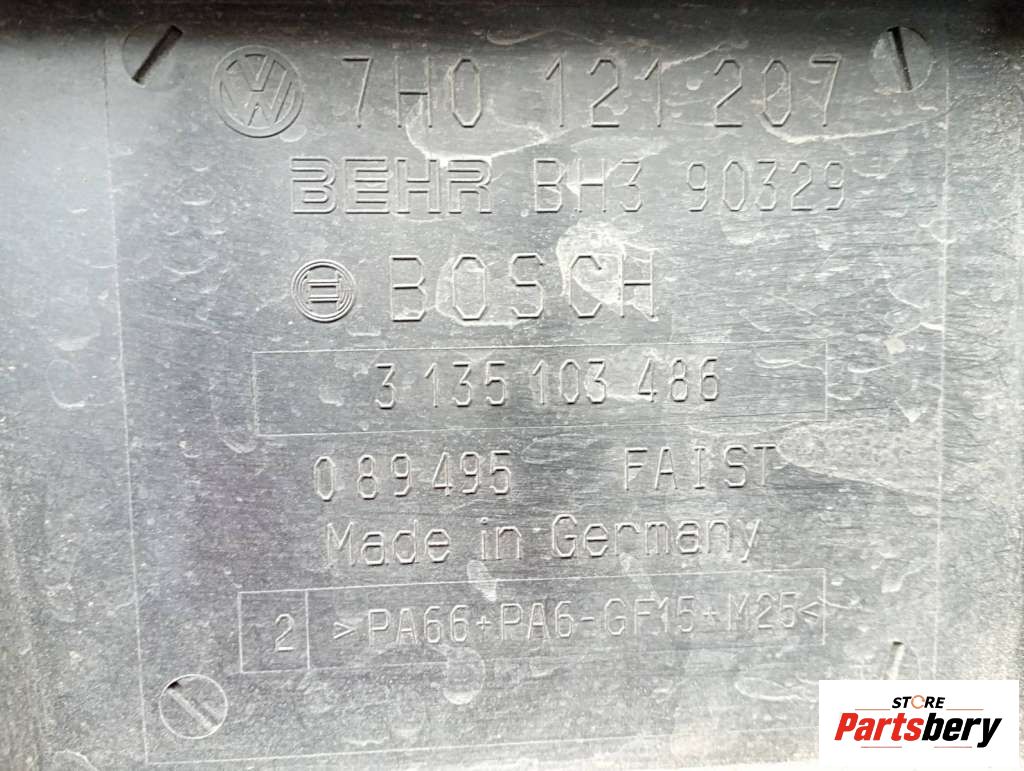 7H0 121 207
BEHR BH3 90329
BOSCH
3 135 103 486
0 89 495 FAIST
Made in Germany
2 >PA66+PA6-GF15+M25<
STORE
Partsbery